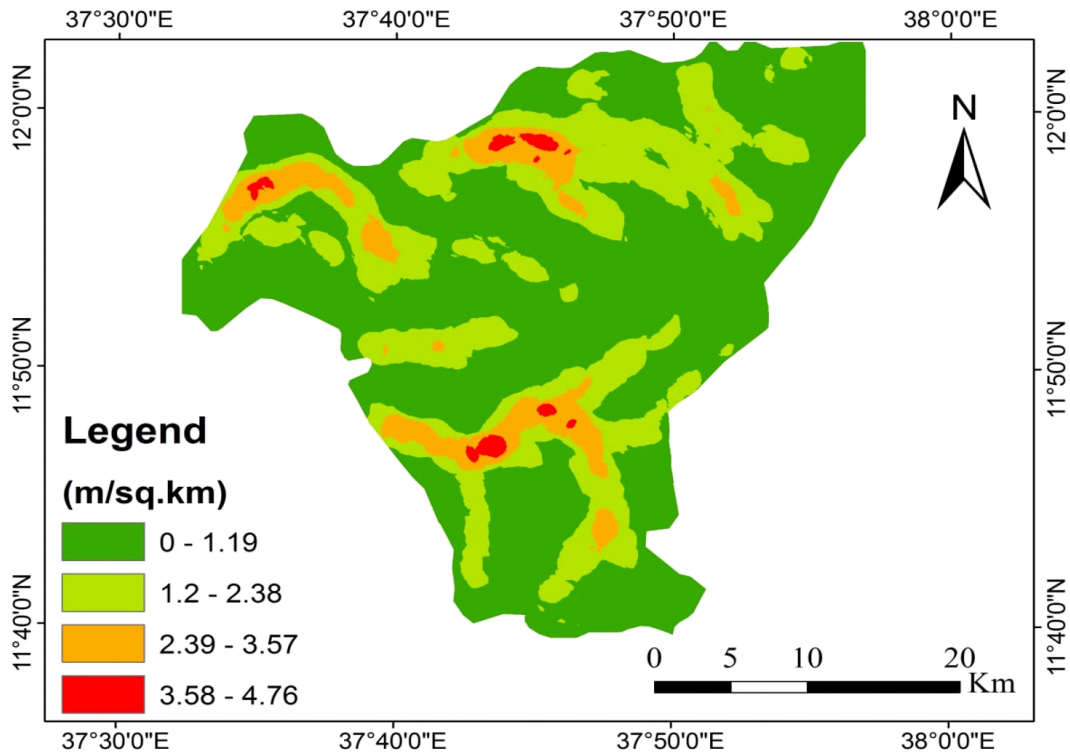 37°30'0"E 37°40'0"E 37°50'0"E 38°0'0"E
12°0'0"N
12°0'0"N
N
11°50'0"N
11°50'0"N
Legend
(m/sq.km)
0 - 1.19
1.2 - 2.38
2.39 - 3.57
3.58 - 4.76
11°40'0"N
11°40'0"N
0 5 10 20
Km
37°30'0"E 37°40'0"E 37°50'0"E 38°0'0"E